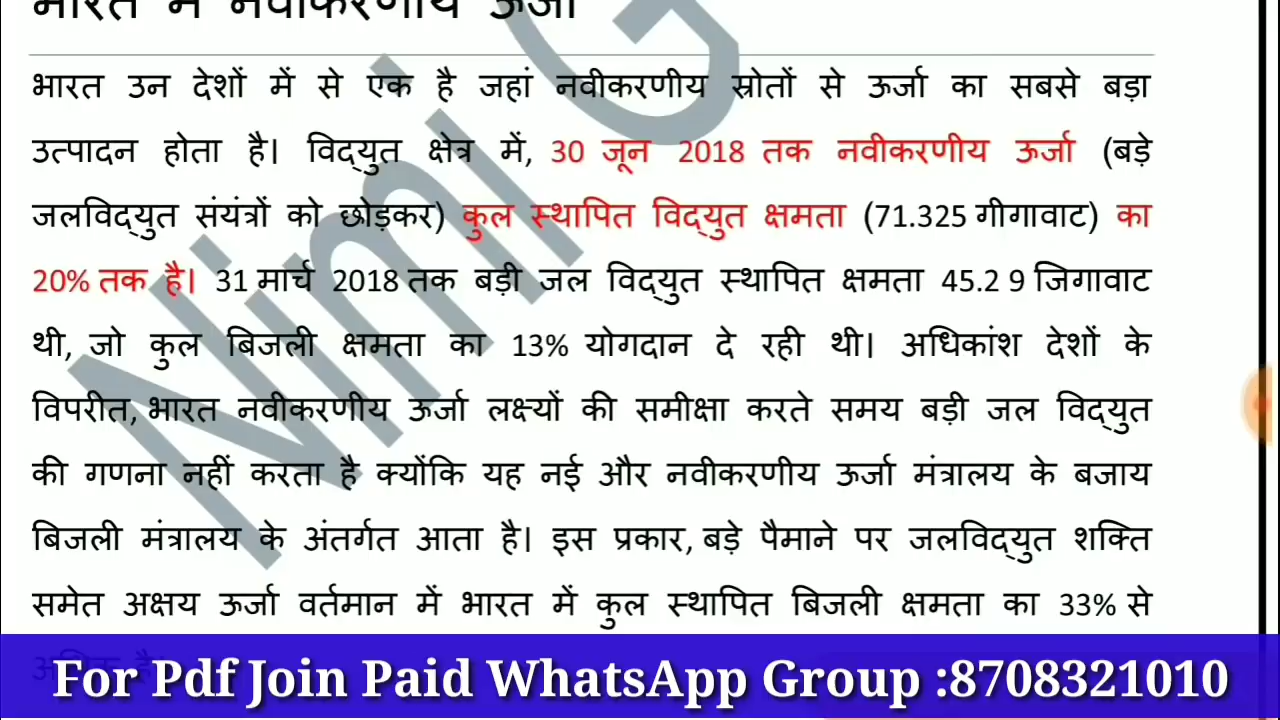 भारत में नवीकरणीय ऊर्जा
भारत उन देशों में से एक है जहां नवीकरणीय स्रोतों से ऊर्जा का सबसे बड़ा
उत्पादन होता है। विद्युत क्षेत्र में, 30 जून 2018 तक नवीकरणीय ऊर्जा (बड़े
जलविद्युत संयंत्रों को छोड़कर) कुल स्थापित विद्युत क्षमता (71.325 गीगावाट) का
20% तक है। 31 मार्च 2018 तक बड़ी जल विद्युत स्थापित क्षमता 45.2 9 जिगावाट
थी, जो कुल बिजली क्षमता का 13% योगदान दे रही थी। अधिकांश देशों के
विपरीत, भारत नवीकरणीय ऊर्जा लक्ष्यों की समीक्षा करते समय बड़ी जल विद्युत
की गणना नहीं करता है क्योंकि यह नई और नवीकरणीय ऊर्जा मंत्रालय के बजाय
बिजली मंत्रालय के अंतर्गत आता है। इस प्रकार, बड़े पैमाने पर जलविद्युत शक्ति
समेत अक्षय ऊर्जा वर्तमान में भारत में कुल स्थापित बिजली क्षमता का 33% से
अधिक है।
For Pdf Join Paid WhatsApp Group :8708321010
Nimi G